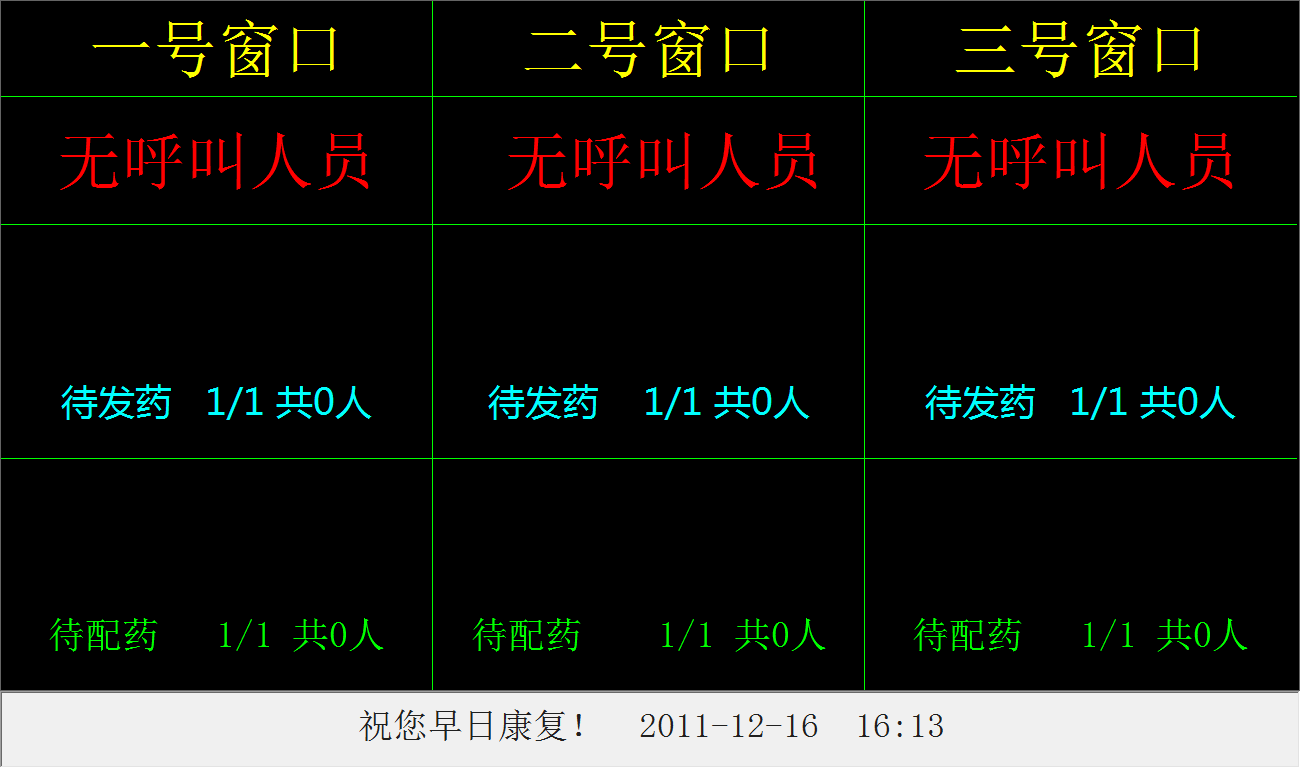 一号窗口 二号窗口 三号窗口
无呼叫人员 无呼叫人员 无呼叫人员
待发药 1/1 共0人 待发药 1/1 共0人 待发药 1/1 共0人
待配药 1/1 共0人 待配药 1/1 共0人 待配药 1/1 共0人
祝您早日康复！ 2011-12-16 16:13